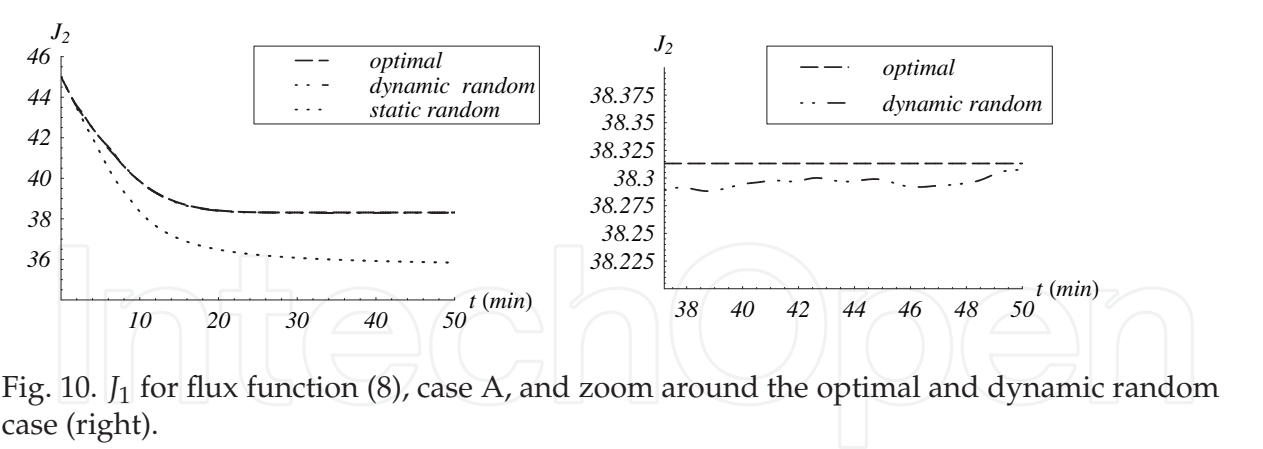 J2
46
44
42
40
38
36
10 20 30 40 50
t (min)
optimal
dynamic random
static random
J2
38.375
38.35
38.325
38.3
38.275
38.25
38.225
38 40 42 44 46 48 50
t (min)
optimal
dynamic random
IntechOpen
Fig. 10. J1 for flux function (8), case A, and zoom around the optimal and dynamic random
case (right).